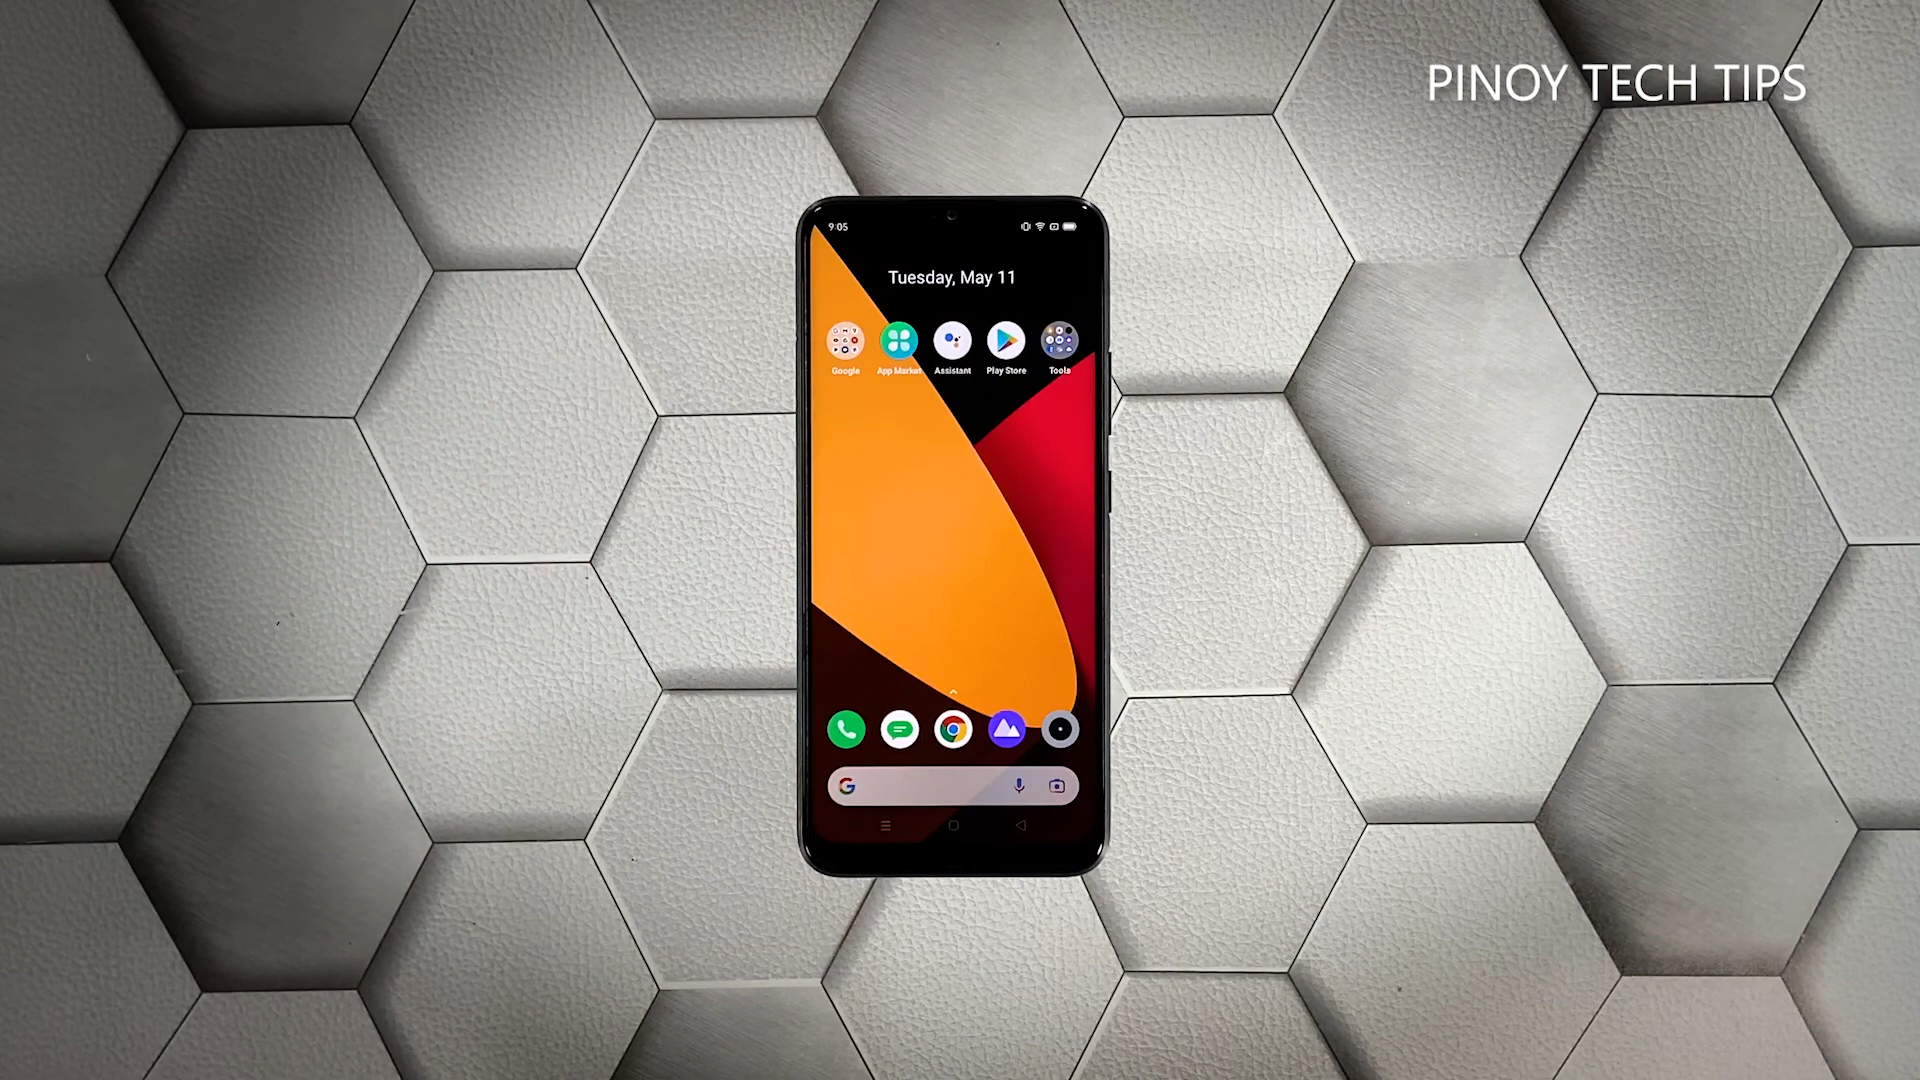 PINOY TECH TIPS
9:05
Tuesday, May 11
Google
App Market
Assistant
Play Store
Tools
G